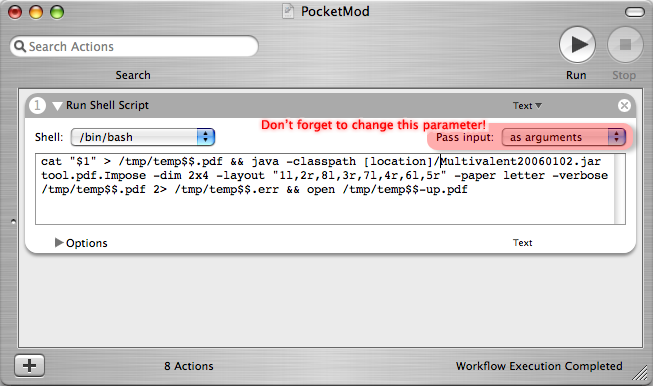 PocketMod
Search Actions
Search
Run
Stop
1 Run Shell Script Text
Don't forget to change this parameter!
Shell: /bin/bash Pass input: as arguments
cat "$1" > /tmp/temp$$.pdf && java -classpath [location]/Multivalent20060102.jar
tool.pdf.Impose -dim 2x4 -layout "1l,2r,8l,3r,7l,4r,6l,5r" -paper letter -verbose
/tmp/temp$$.pdf 2> /tmp/temp$$.err && open /tmp/temp$$-up.pdf
Options Text
8 Actions Workflow Execution Completed